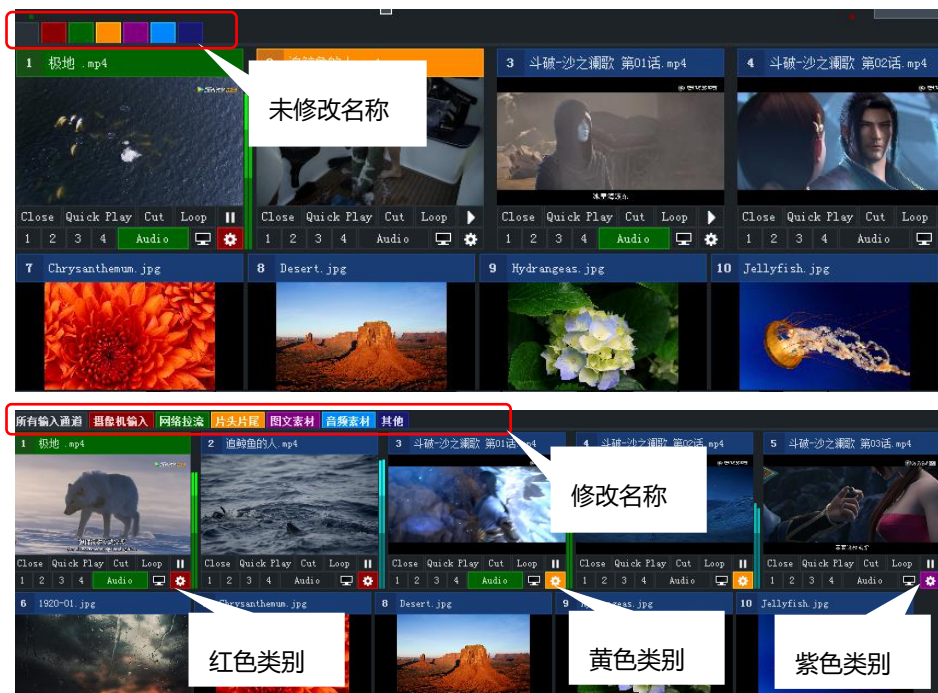 1 极地 .mp4
3 斗破-沙之澜歌 第01话.mp4
4 斗破-沙之澜歌 第02话.mp4
未修改名称
Close Quick Play Cut Loop
Close Quick Play Cut Loop
Close Quick Play Cut Loop
Close Quick Play Cut Loop
1 2 3 4 Audio
1 2 3 4 Audio
1 2 3 4 Audio
1 2 3 4 Audio
7 Chrysanthemum.jpg
8 Desert.jpg
9 Hydrangeas.jpg
10 Jellyfish.jpg
所有输入通道 摄像机输入 网络拉流 片头片尾 图文素材 音频素材 其他
1 极地 .mp4
2 追鲸鱼的人.mp4
3 斗破-沙之澜歌 第01话.mp4
4 斗破-沙之澜歌 第02话.mp4
5 斗破-沙之澜歌 第03话.mp4
修改名称
Close Quick Play Cut Loop
Close Quick Play Cut Loop
Close Quick Play Cut Loop
Close Quick Play Cut Loop
Close Quick Play Cut Loop
1 2 3 4 Audio
1 2 3 4 Audio
1 2 3 4 Audio
1 2 3 4 Audio
1 2 3 4 Audio
6 1920-01.jpg
Chrysanthemum.jpg
8 Desert.jpg
9
10 Jellyfish.jpg
红色类别
黄色类别
紫色类别